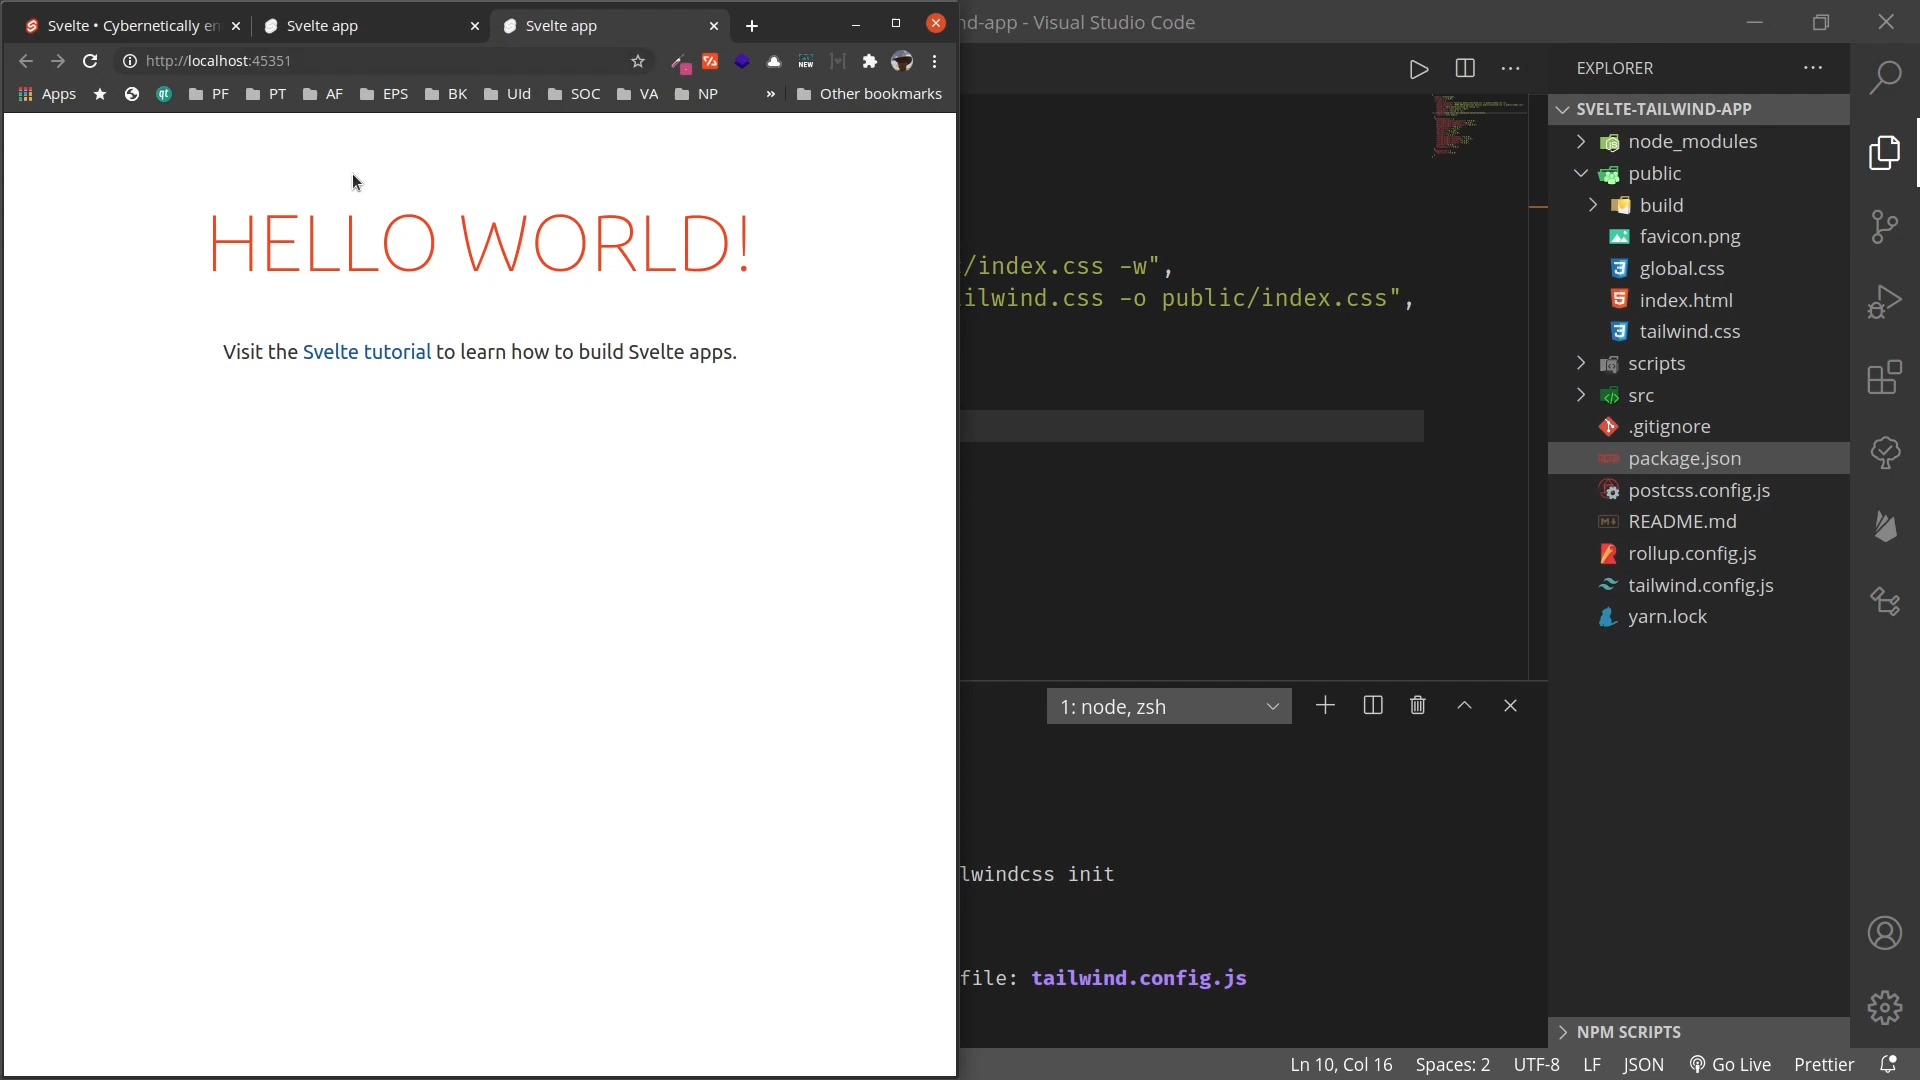 Svelte • Cybernetically en
Svelte app
Svelte app
http://localhost:45351
NEW
Apps
qt
PF
PT
AF
EPS
BK
UId
SOC
VA
NP
»
Other bookmarks
HELLO WORLD!
Visit the Svelte tutorial to learn how to build Svelte apps.
nd-app - Visual Studio Code
/index.css -w",
ilwind.css -o public/index.css",
1: node, zsh
lwindcss init
file: tailwind.config.js
EXPLORER
SVELTE-TAILWIND-APP
node_modules
public
build
favicon.png
global.css
index.html
tailwind.css
scripts
src
.gitignore
package.json
postcss.config.js
README.md
rollup.config.js
tailwind.config.js
yarn.lock
NPM SCRIPTS
Ln 10, Col 16
Spaces: 2
UTF-8
LF
JSON
Go Live
Prettier